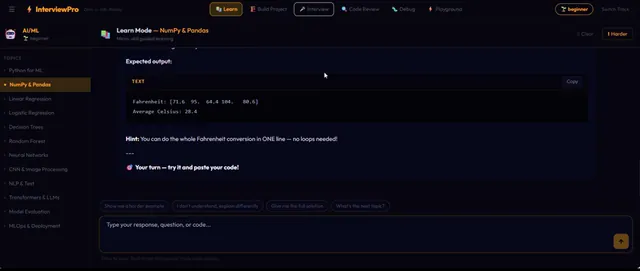 InterviewPro
Learn
Build Project
Interview
Code Review
Debug
Playground
beginner
Switch Tutor
AI/ML
beginner
Learn Mode — NumPy & Pandas
Clear
Harder
TOPICS
Python for ML
NumPy & Pandas
Linear Regression
Logistic Regression
Decision Trees
Random Forest
Neural Networks
CNN & Image Processing
NLP & Text
Transformers & LLMs
Model Evaluation
MLOps & Deployment
Expected output:
TEXT
Copy
Fahrenheit: [71.6 95. 64.4 104. 80.6]
Average Celsius: 28.4
Hint: You can do the whole Fahrenheit conversion in ONE line — no loops needed!
---
Your turn — try it and paste your code!
I don't understand, explain differently
Give me the full solution
What's the next topic?
Type your response, question, or code...